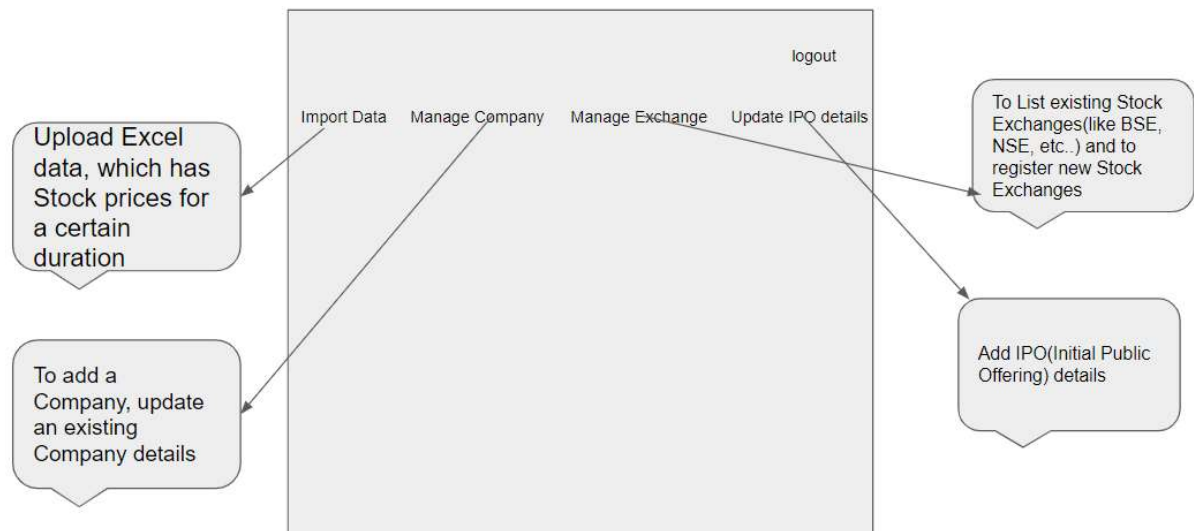 logout
Import Data
Manage Company
Manage Exchange
Update IPO details
Upload Excel
data, which has
Stock prices for
a certain
duration
To List existing Stock
Exchanges(like BSE,
NSE, etc..) and to
register new Stock
Exchanges
To add a
Company, update
an existing
Company details
Add IPO(Initial Public
Offering) details